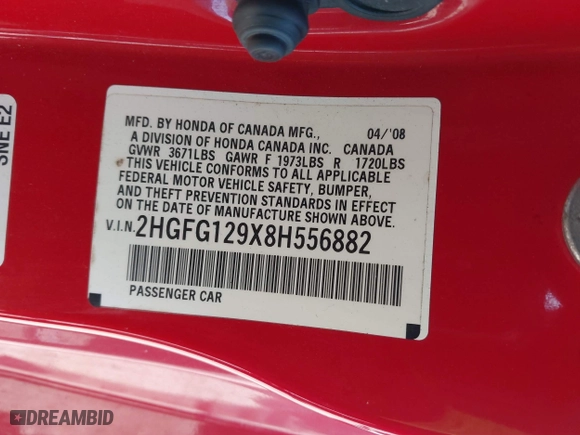 MFD. BY HONDA OF CANADA MFG., 04/'08
A DIVISION OF HONDA CANADA INC. CANADA
GVWR 3671LBS GAWR F 1973LBS R 1720LBS
THIS VEHICLE CONFORMS TO ALL APPLICABLE
FEDERAL MOTOR VEHICLE SAFETY, BUMPER,
AND THEFT PREVENTION STANDARDS IN EFFECT
ON THE DATE OF MANUFACTURE SHOWN ABOVE.
V.I.N. 2HGFG129X8H556882
PASSENGER CAR
SNE E2
DREAMBID